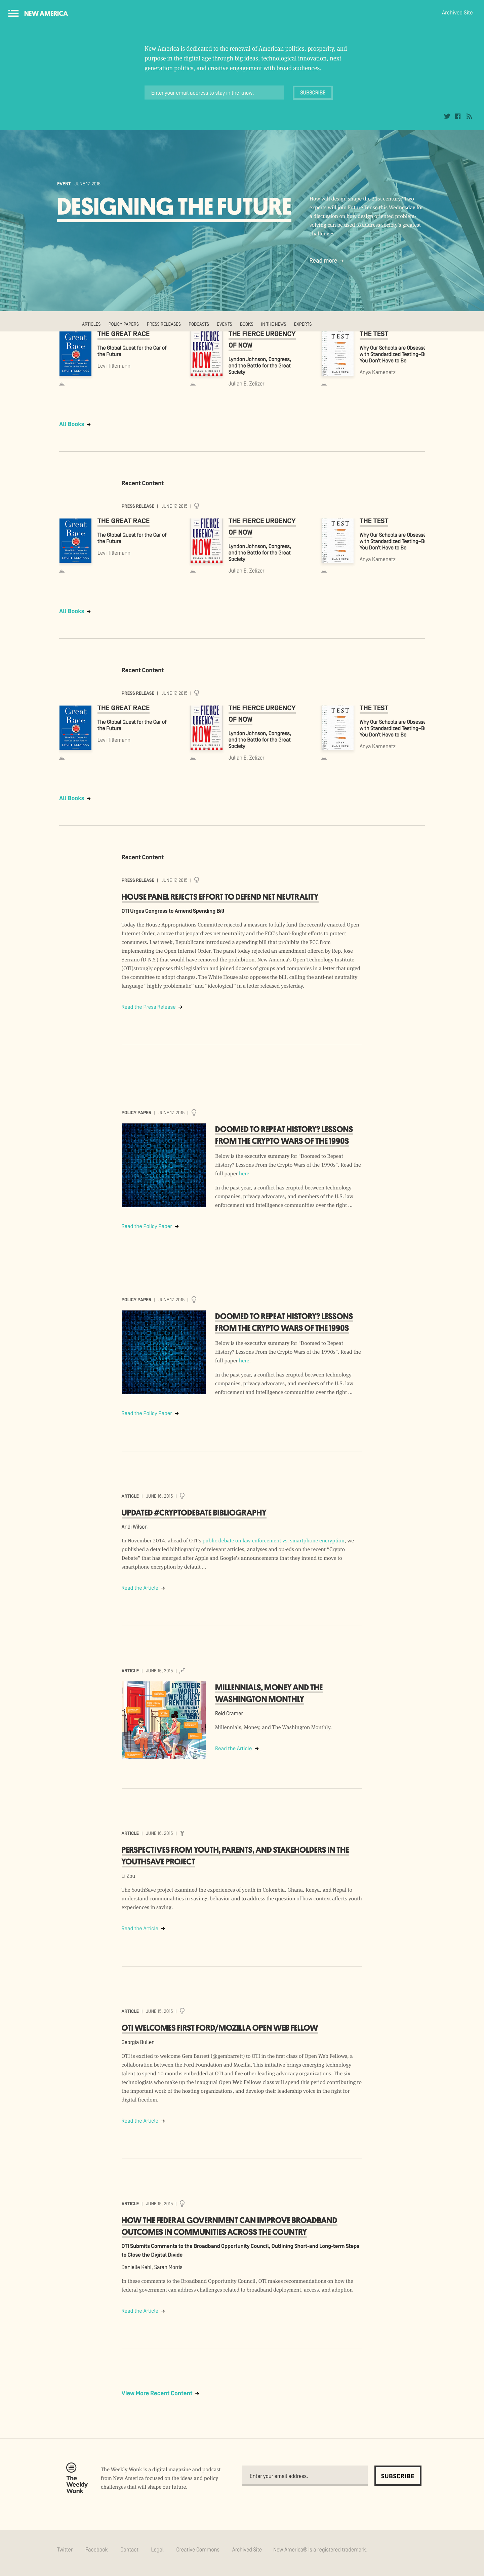 NEW AMERICA
Archived Site
New America is dedicated to the renewal of American politics, prosperity, and
purpose in the digital age through big ideas, technological innovation, next
generation politics, and creative engagement with broad audiences.
Enter your email address to stay in the know.
SUBSCRIBE
EVENT JUNE 17, 2015
DESIGNING THE FUTURE
How will design shape the 21st century? Two
Read more
ARTICLES POLICY PAPERS PRESS RELEASES PODCASTS EVENTS BOOKS IN THE NEWS EXPERTS
Great
Race
THE GREAT RACE
The Global Quest for the Car of
the Future
Levi Tillemann
URGENCY
NOW
THE FIERCE URGENCY
OF NOW
Lyndon Johnson, Congress,
and the Battle for the Great
Society
Julian E. Zelizer
TEST
THE TEST
Why Our Schools are Obsesse
with Standardized Testing–B
You Don't Have to Be
Anya Kamenetz
All Books
Recent Content
PRESS RELEASE | JUNE 17, 2015 |
Great
Race
THE GREAT RACE
The Global Quest for the Car of
the Future
Levi Tillemann
FIERCE
URGENCY
NOW
THE FIERCE URGENCY
OF NOW
Lyndon Johnson, Congress,
and the Battle for the Great
Society
Julian E. Zelizer
TEST
THE TEST
Why Our Schools are Obsesse
with Standardized Testing–B
You Don't Have to Be
Anya Kamenetz
All Books
Recent Content
PRESS RELEASE | JUNE 17, 2015 |
Great
Race
THE GREAT RACE
The Global Quest for the Car of
the Future
Levi Tillemann
FIERCE
URGENCY
NOW
THE FIERCE URGENCY
OF NOW
Lyndon Johnson, Congress,
and the Battle for the Great
Society
Julian E. Zelizer
TEST
THE TEST
Why Our Schools are Obsesse
with Standardized Testing–B
You Don't Have to Be
Anya Kamenetz
All Books
Recent Content
PRESS RELEASE | JUNE 17, 2015 |
HOUSE PANEL REJECTS EFFORT TO DEFEND NET NEUTRALITY
OTI Urges Congress to Amend Spending Bill
Today the House Appropriations Committee rejected a measure to fully fund the recently enacted Open
Internet Order, a move that jeopardizes net neutrality and the FCC's hard-fought efforts to protect
consumers. Last week, Republicans introduced a spending bill that prohibits the FCC from
implementing the Open Internet Order. The panel today rejected an amendment offered by Rep. Jose
Serrano (D-N.Y.) that would have removed the prohibition. New America's Open Technology Institute
(OTI)strongly opposes this legislation and joined dozens of groups and companies in a letter that urged
the committee to adopt changes. The White House also opposes the bill, calling the anti-net neutrality
language "highly problematic" and "ideological" in a letter released yesterday.
Read the Press Release
POLICY PAPER | JUNE 17, 2015 |
DOOMED TO REPEAT HISTORY? LESSONS
FROM THE CRYPTO WARS OF THE 1990S
Below is the executive summary for "Doomed to Repeat
History? Lessons From the Crypto Wars of the 1990s". Read the
full paper here.
In the past year, a conflict has erupted between technology
companies, privacy advocates, and members of the U.S. law
enforcement and intelligence communities over the right ...
Read the Policy Paper
POLICY PAPER | JUNE 17, 2015 |
DOOMED TO REPEAT HISTORY? LESSONS
FROM THE CRYPTO WARS OF THE 1990S
Below is the executive summary for "Doomed to Repeat
History? Lessons From the Crypto Wars of the 1990s". Read the
full paper here.
In the past year, a conflict has erupted between technology
companies, privacy advocates, and members of the U.S. law
enforcement and intelligence communities over the right ...
Read the Policy Paper
ARTICLE | JUNE 16, 2015 |
UPDATED #CRYPTODEBATE BIBLIOGRAPHY
Andi Wilson
In November 2014, ahead of OTI's public debate on law enforcement vs. smartphone encryption, we
published a detailed bibliography of relevant articles, analyses and op-eds on the recent "Crypto
Debate" that has emerged after Apple and Google's announcements that they intend to move to
smartphone encryption by default ...
Read the Article
ARTICLE | JUNE 16, 2015 |
IT'S THEIR
WORLD,
WE'RE JUST
RENTING IT
MILLENNIALS, MONEY AND THE
WASHINGTON MONTHLY
Reid Cramer
Millennials, Money, and The Washington Monthly.
Read the Article
ARTICLE | JUNE 16, 2015 |
PERSPECTIVES FROM YOUTH, PARENTS, AND STAKEHOLDERS IN THE
YOUTHSAVE PROJECT
Li Zou
The YouthSave project examined the experiences of youth in Colombia, Ghana, Kenya, and Nepal to
understand commonalities in savings behavior and to address the question of how context affects youth
experiences in saving.
Read the Article
ARTICLE | JUNE 15, 2015 |
OTI WELCOMES FIRST FORD/MOZILLA OPEN WEB FELLOW
Georgia Bullen
OTI is excited to welcome Gem Barrett (@gembarrett) to OTI in the first class of Open Web Fellows, a
collaboration between the Ford Foundation and Mozilla. This initiative brings emerging technology
talent to spend 10 months embedded at OTI and five other leading advocacy organizations. The six
technologists who make up the inaugural Open Web Fellows class will spend this period contributing to
the important work of the hosting organizations, and develop their leadership voice in the fight for
digital freedom.
Read the Article
ARTICLE | JUNE 15, 2015 |
HOW THE FEDERAL GOVERNMENT CAN IMPROVE BROADBAND
OUTCOMES IN COMMUNITIES ACROSS THE COUNTRY
OTI Submits Comments to the Broadband Opportunity Council, Outlining Short-and Long-term Steps
to Close the Digital Divide
Danielle Kehl, Sarah Morris
In these comments to the Broadband Opportunity Council, OTI makes recommendations on how the
federal government can address challenges related to broadband deployment, access, and adoption
Read the Article
View More Recent Content
The
Weekly
Wonk
The Weekly Wonk is a digital magazine and podcast
from New America focused on the ideas and policy
challenges that will shape our future.
Enter your email address.
SUBSCRIBE
Twitter Facebook Contact Legal Creative Commons Archived Site New America® is a registered trademark.